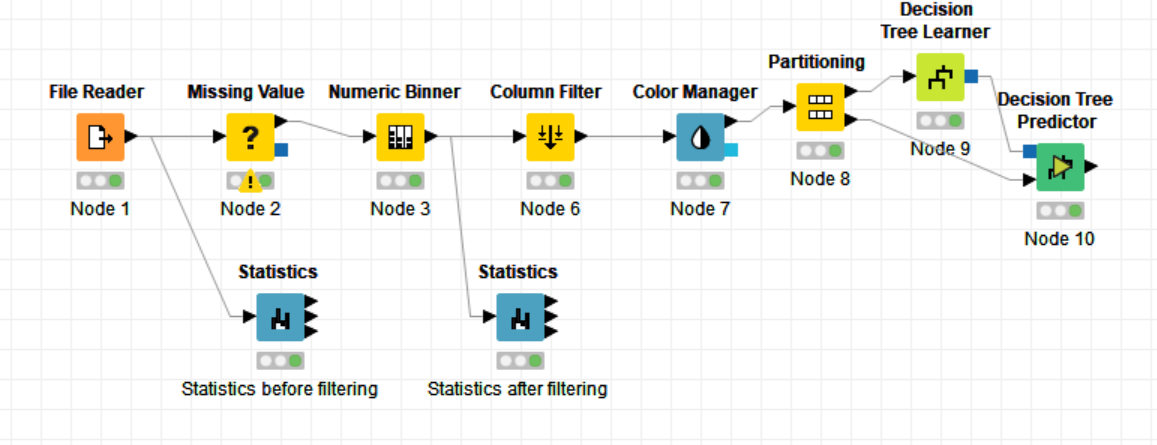 Decision
Tree Learner
Partitioning
File Reader
Missing Value
Numeric Binner
Column Filter
Color Manager
Decision Tree
Predictor
?
!
Node 9
Node 8
Node 1
Node 2
Node 3
Node 6
Node 7
Node 10
Statistics
Statistics
Statistics before filtering
Statistics after filtering